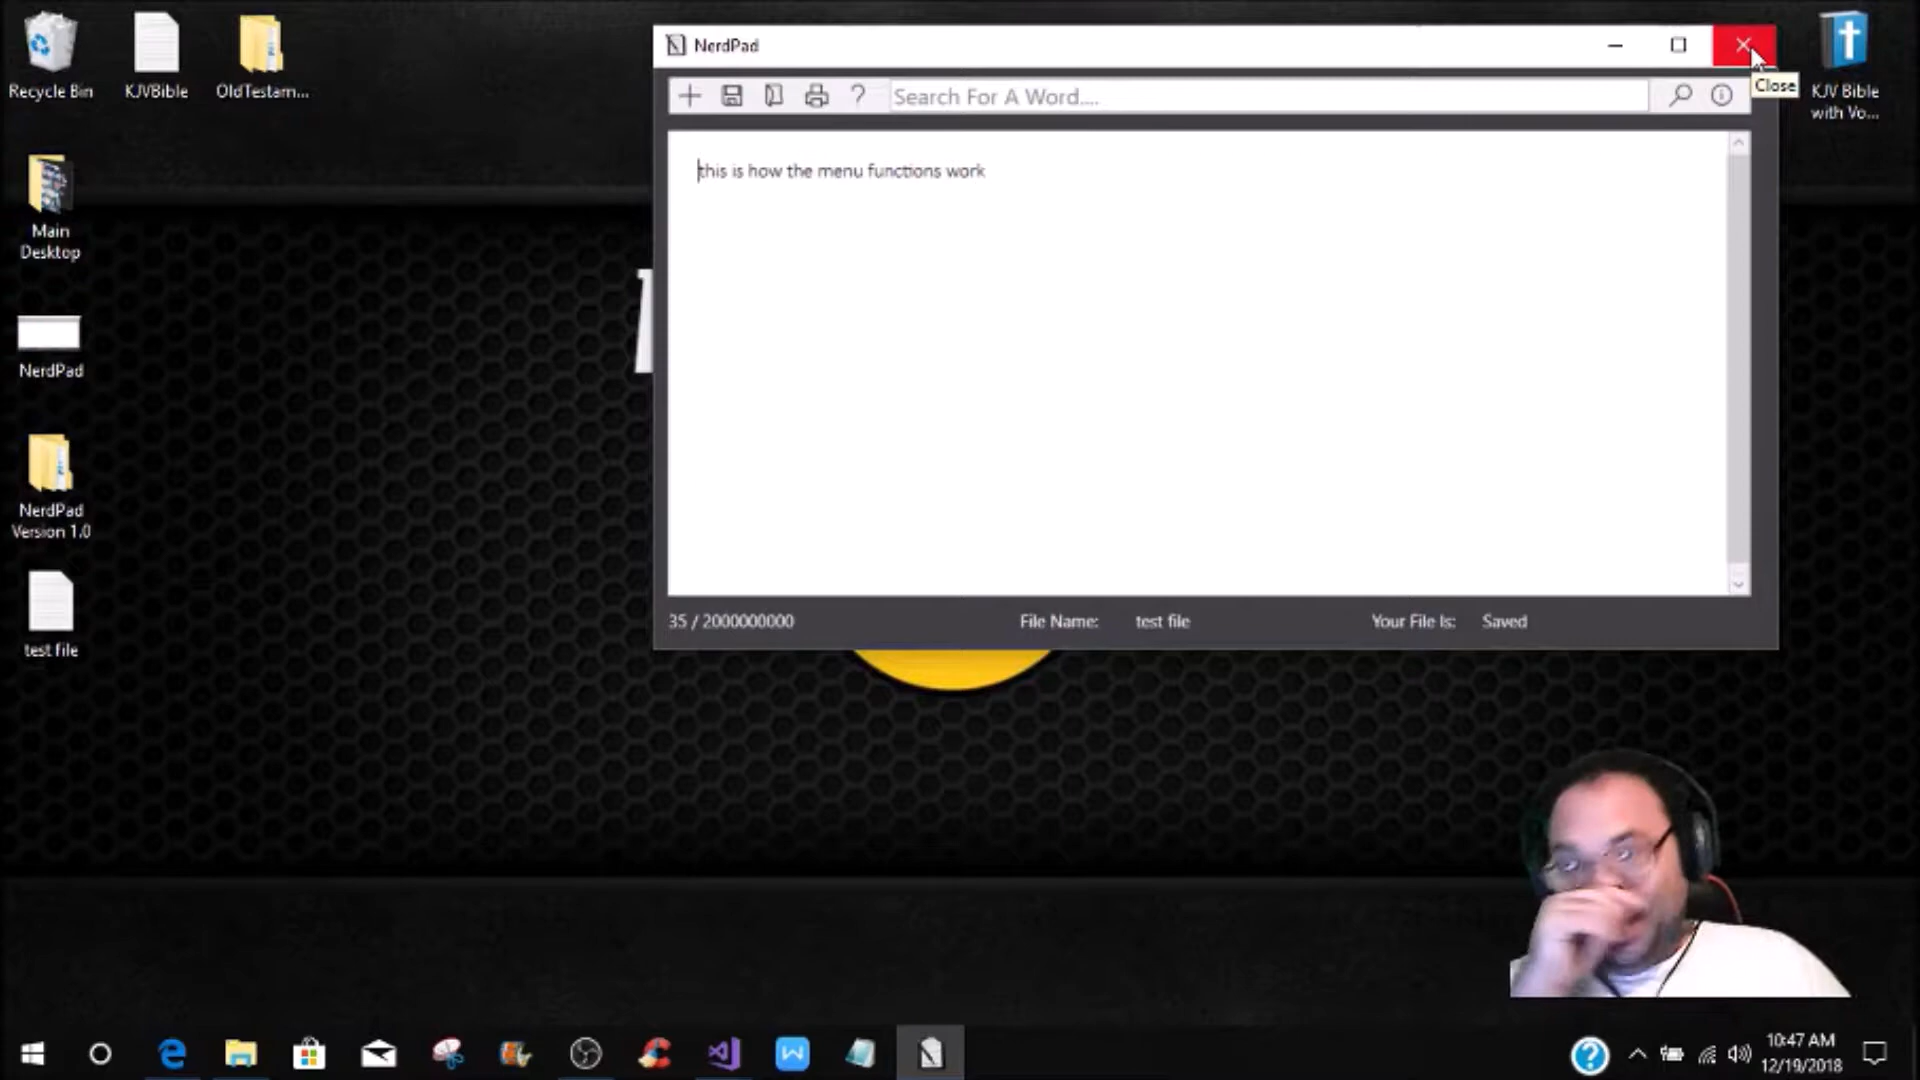 Recycle Bin
KJVBible
OldTestam...
Main
Desktop
NerdPad
NerdPad
Version 1.0
test file
NerdPad
Search For A Word....
Close
this is how the menu functions work
35 / 2000000000
File Name:
test file
Your File Is:
Saved
KJV Bible
with Vo...
10:47 AM
12/19/2018